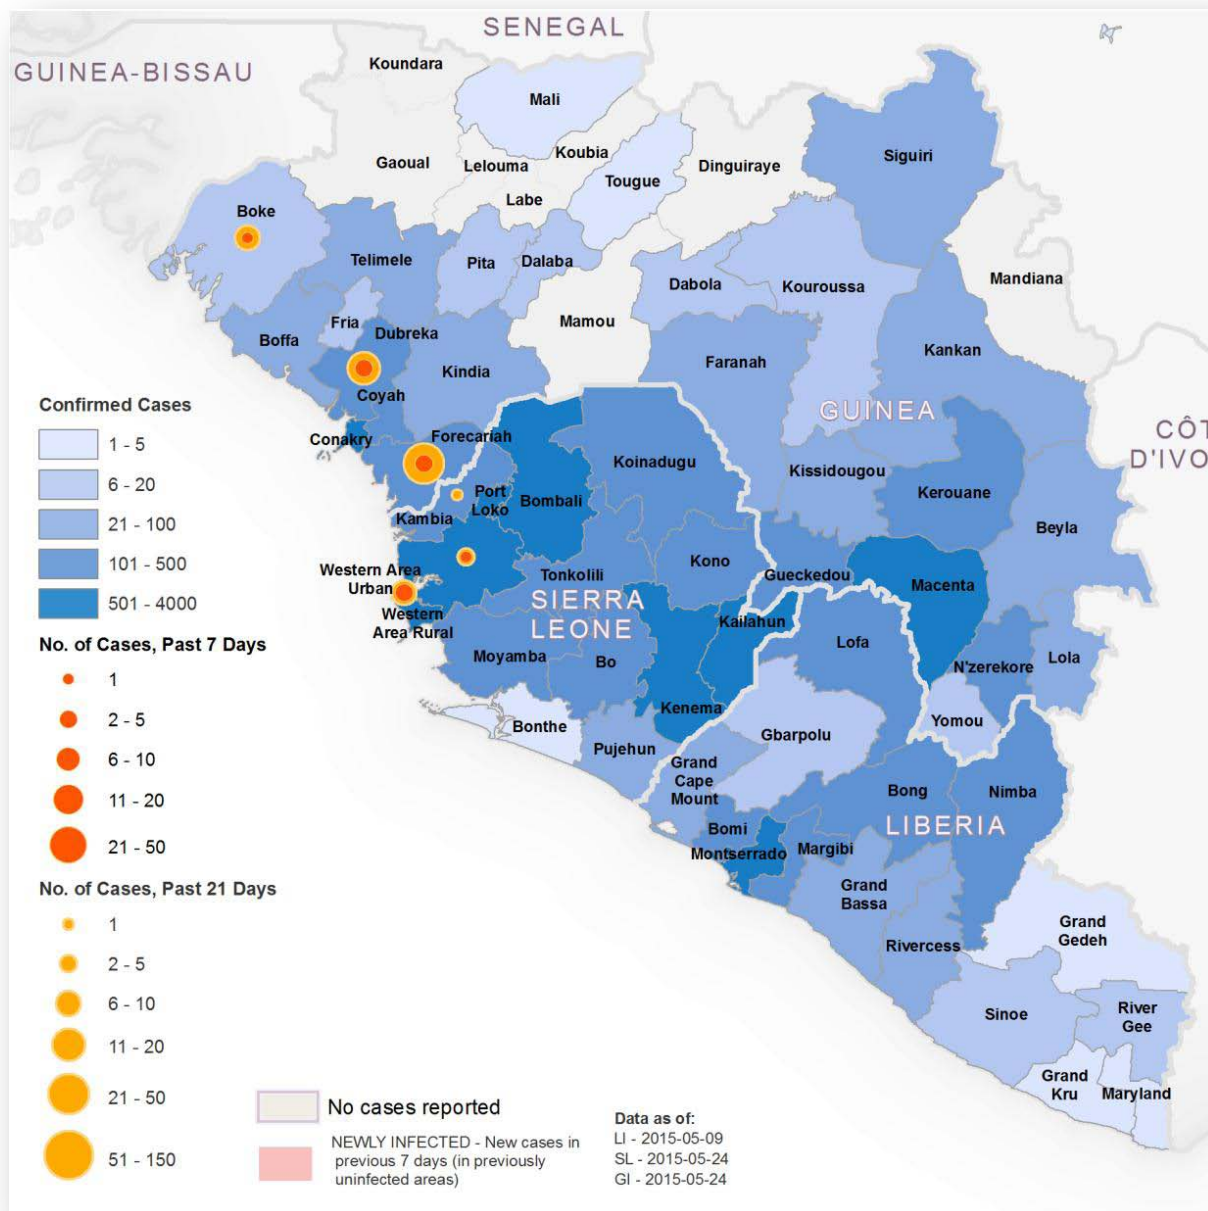 SENEGAL
GUINEA-BISSAU
Koundara
Mali
Gaoual
Lelouma
Koubia
Labe
Tougue
Dinguiraye
Siguiri
Boke
Telimele
Pita
Dalaba
Dabola
Kouroussa
Mandiana
Mamou
Fria
Boffa
Dubreka
Kindia
Faranah
Kankan
Coyah
GUINEA
CÔT
D'IVO
Conakry
Forecariah
Koinadugu
Kissidougou
Kerouane
Port
Loko
Bombali
Kambia
Beyla
Western Area
Urban
Tonkolili
Kono
Gueckedou
Macenta
SIERRA
LEONE
Western
Area Rural
Kailahun
Lofa
Moyamba
Bo
N'zerekore
Lola
Kenema
Bonthe
Pujehun
Yomou
Gbarpolu
Grand
Cape
Mount
Bong
Nimba
LIBERIA
Bomi
Montserrado
Margibi
Grand
Bassa
Rivercess
Grand
Gedeh
Sinoe
River
Gee
Grand
Kru
Maryland
Confirmed Cases
1 - 5
6 - 20
21 - 100
101 - 500
501 - 4000
No. of Cases, Past 7 Days
1
2 - 5
6 - 10
11 - 20
21 - 50
No. of Cases, Past 21 Days
1
2 - 5
6 - 10
11 - 20
21 - 50
51 - 150
No cases reported
NEWLY INFECTED - New cases in
previous 7 days (in previously
uninfected areas)
Data as of:
LI - 2015-05-09
SL - 2015-05-24
GI - 2015-05-24